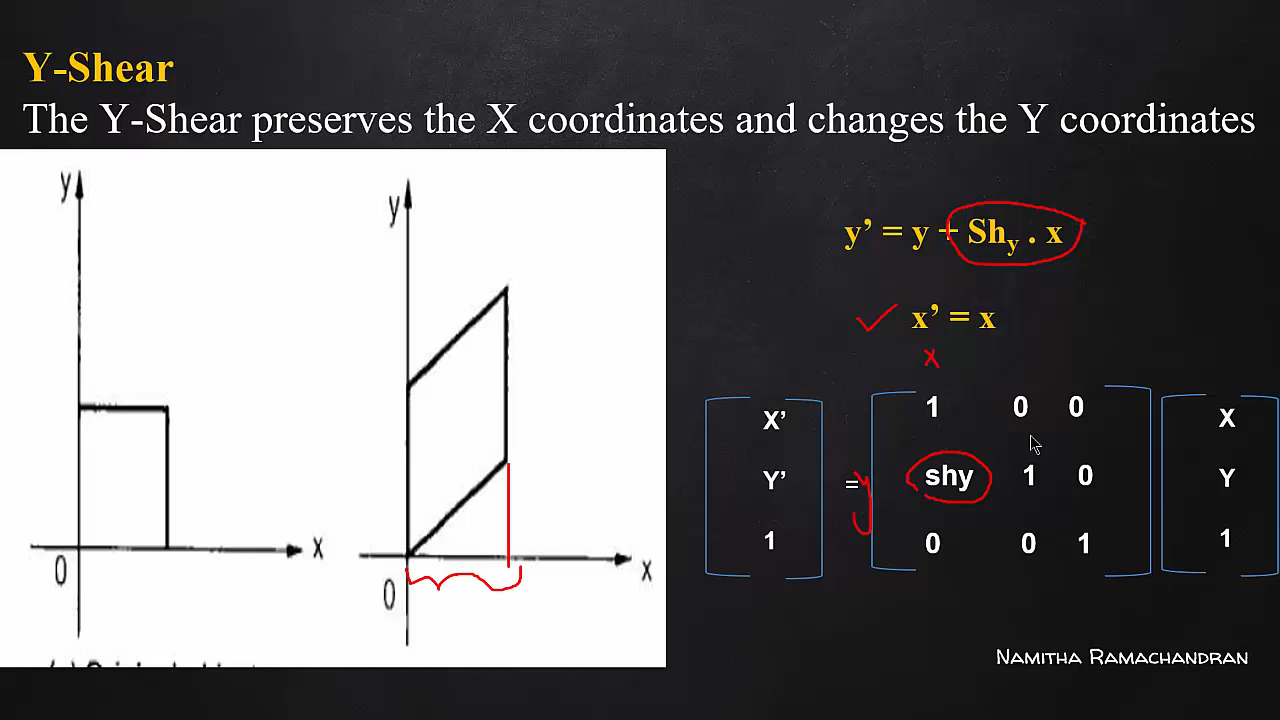 Y-Shear
The Y-Shear preserves the X coordinates and changes the Y coordinates
y
x
0
y
x
0
y’ = y + Shy . x
x’ = x
x
X’
Y’
1
=
y
1 0 0
shy 1 0
0 0 1
X
Y
1
Namitha Ramachandran